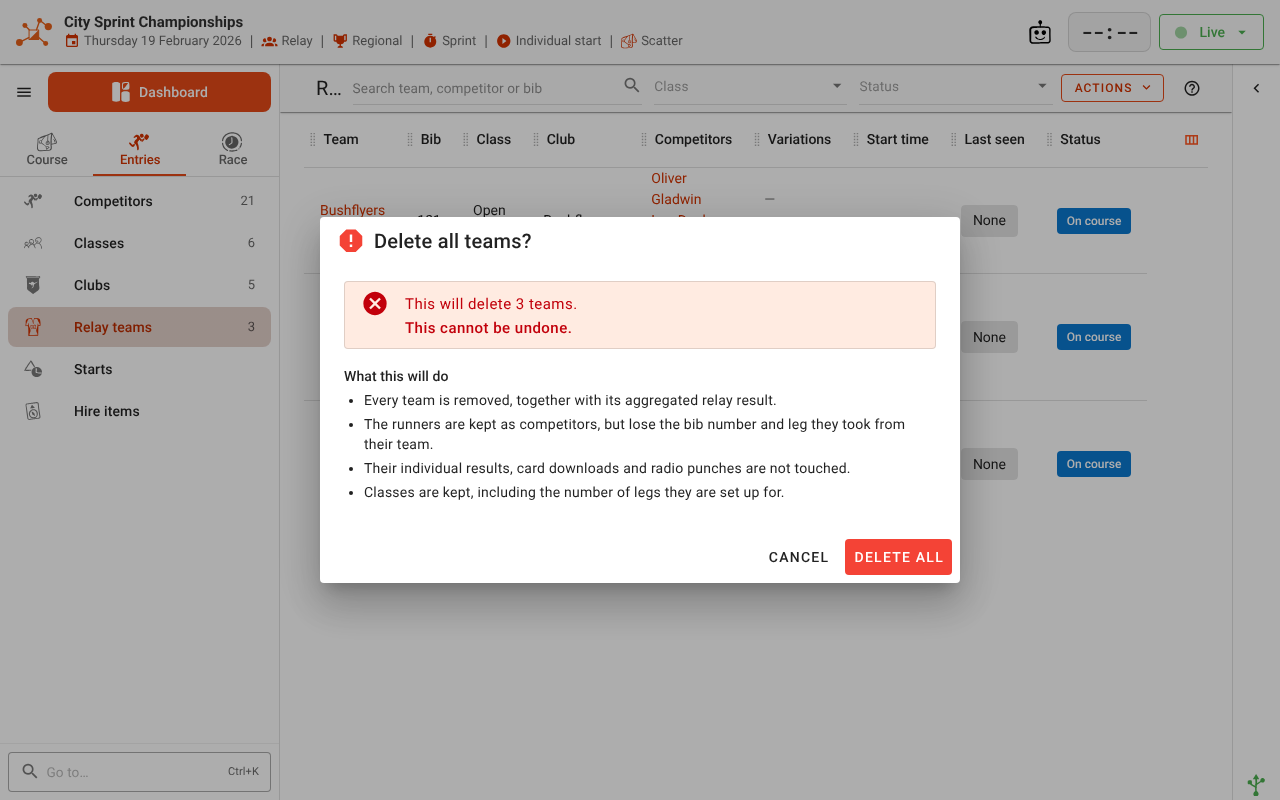 City Sprint Championships
Thursday 19 February 2026 | Relay | Regional | Sprint | Individual start | Scatter
--:--
Live
Dashboard
R...
Search team, competitor or bib
Class
Status
ACTIONS
Course
Entries
Race
Team
Bib
Class
Club
Competitors
Variations
Start time
Last seen
Status
Competitors 21
Classes 6
Clubs 5
Relay teams 3
Starts
Hire items
Oliver
Gladwin
—
Bushflyers
Open
None
On course
None
On course
None
On course
Delete all teams?
This will delete 3 teams.
This cannot be undone.
What this will do
• Every team is removed, together with its aggregated relay result.
• The runners are kept as competitors, but lose the bib number and leg they took from
their team.
• Their individual results, card downloads and radio punches are not touched.
• Classes are kept, including the number of legs they are set up for.
CANCEL
DELETE ALL
Go to...
Ctrl+K